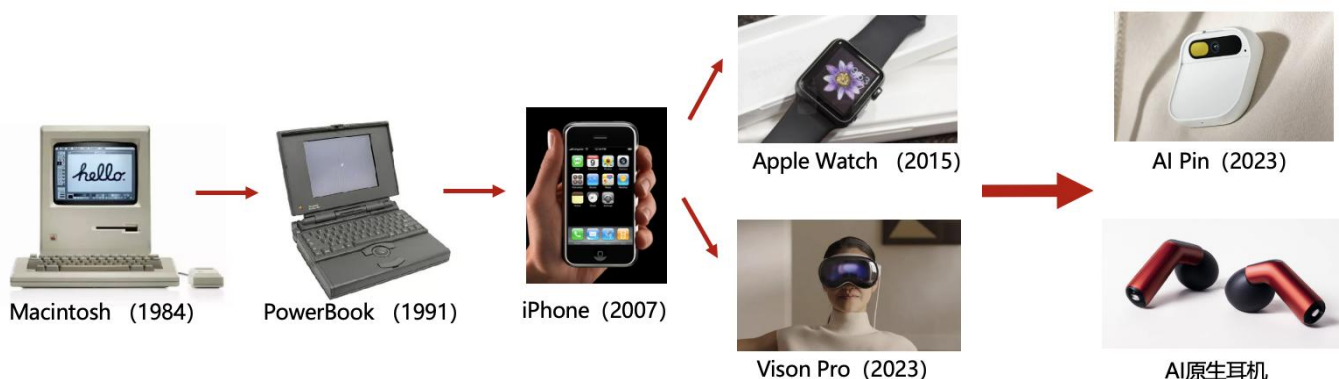 hello.
Macintosh （1984）
PowerBook （1991）
iPhone（2007）
Apple Watch （2015）
Vison Pro（2023）
AI Pin（2023）
AI原生耳机